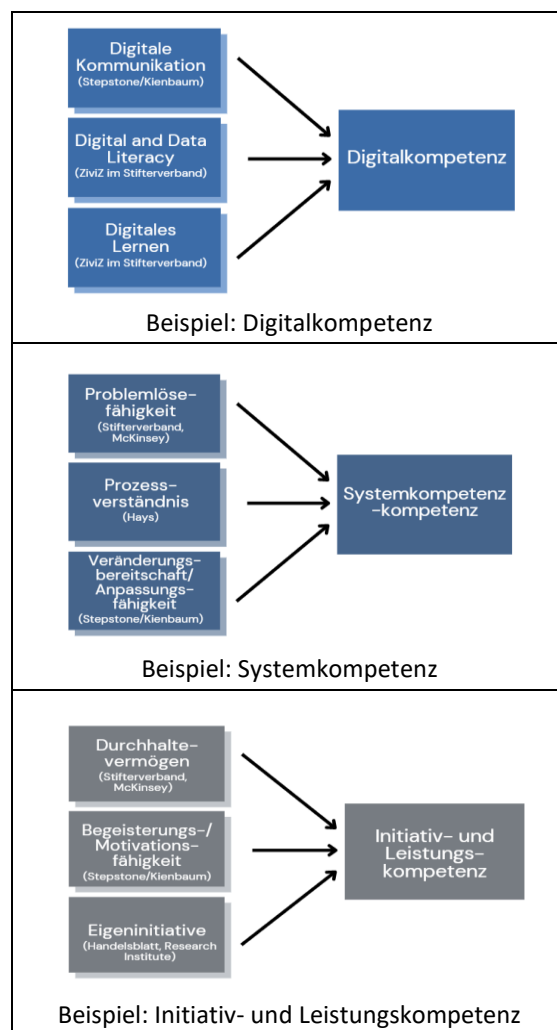 Digitale
Kommunikation
(Stepstone/Kienbaum)
Digital and Data
Literacy
(ZiviZ im Stifterverband)
Digitales
Lernen
(ZiviZ im Stifterverband)
Digitalkompetenz
Beispiel: Digitalkompetenz
Problemlöse-
fähigkeit
(Stifterverband,
McKinsey)
Prozess-
verständnis
(Hays)
Veränderungs-
bereitschaft/
Anpassungs-
fähigkeit
(Stepstone/Kienbaum)
Systemkompetenz
-kompetenz
Beispiel: Systemkompetenz
Durchhalte-
vermögen
(Stifterverband,
McKinsey)
Begeisterungs-/
Motivations-
fähigkeit
(Stepstone/Kienbaum)
Eigeninitiative
(Handelsblatt, Research
Institute)
Initiativ- und
Leistungs-
kompetenz
Beispiel: Initiativ- und Leistungskompetenz